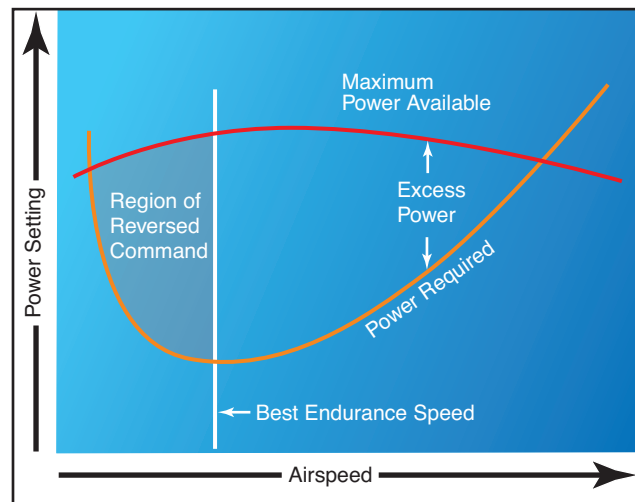 Maximum
Power Available
Region of
Reversed
Command
Excess
Power
Power Required
Best Endurance Speed
Power Setting
Airspeed